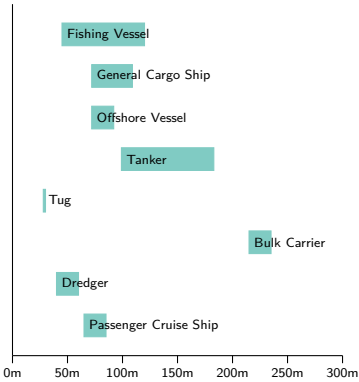 Fishing Vessel
General Cargo Ship
Offshore Vessel
Tanker
Tug
Bulk Carrier
Dredger
Passenger Cruise Ship
0m 50m 100m 150m 200m 250m 300m